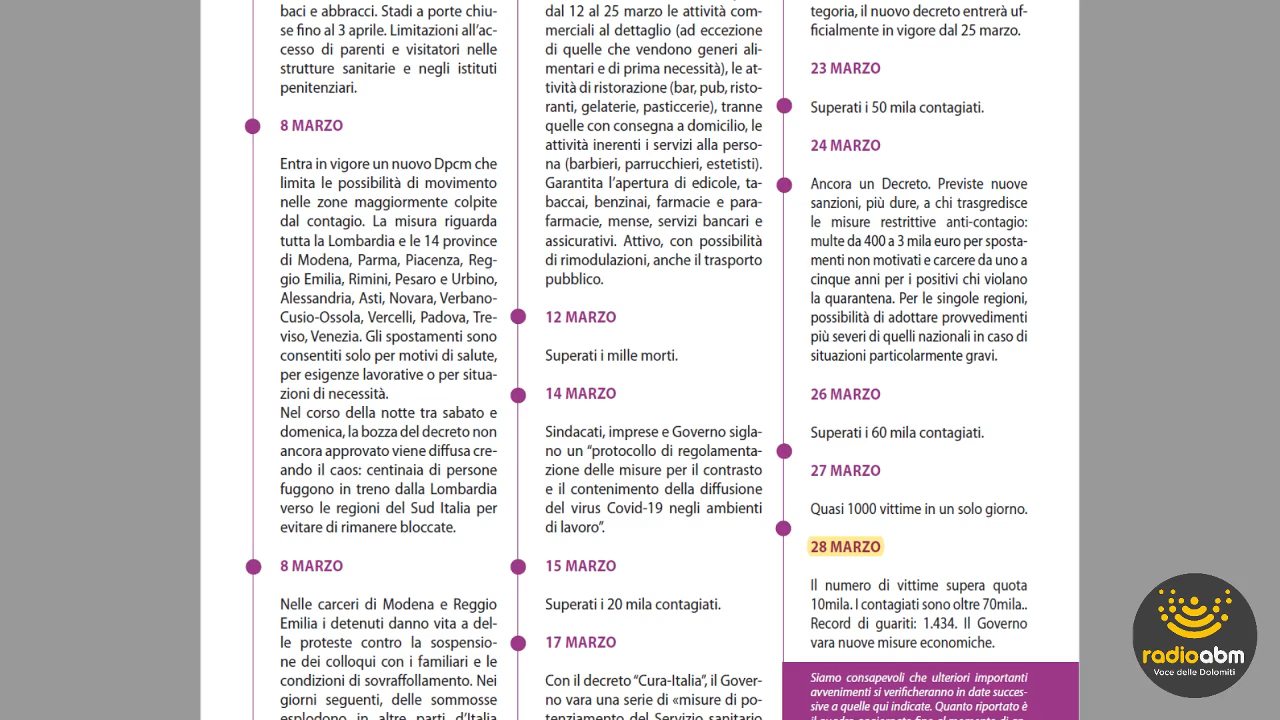 baci e abbracci. Stadi a porte chiu-
se fino al 3 aprile. Limitazioni all'ac-
cesso di parenti e visitatori nelle
strutture sanitarie e negli istituti
penitenziari.
8 MARZO
Entra in vigore un nuovo Dpcm che
limita le possibilità di movimento
nelle zone maggiormente colpite
dal contagio. La misura riguarda
tutta la Lombardia e le 14 province
di Modena, Parma, Piacenza, Reg-
gio Emilia, Rimini, Pesaro e Urbino,
Alessandria, Asti, Novara, Verbano-
Cusio-Ossola, Vercelli, Padova, Tre-
viso, Venezia. Gli spostamenti sono
consentiti solo per motivi di salute,
per esigenze lavorative o per situa-
zioni di necessità.
Nel corso della notte tra sabato e
domenica, la bozza del decreto non
ancora approvato viene diffusa cre-
ando il caos: centinaia di persone
fuggono in treno dalla Lombardia
verso le regioni del Sud Italia per
evitare di rimanere bloccate.
8 MARZO
Nelle carceri di Modena e Reggio
Emilia i detenuti danno vita a del-
le proteste contro la sospensio-
ne dei colloqui con i familiari e le
condizioni di sovraffollamento. Nei
giorni seguenti, delle sommosse
esplodono in altre parti d'Italia
dal 12 al 25 marzo le attività com-
merciali al dettaglio (ad eccezione
di quelle che vendono generi ali-
mentari e di prima necessità), le at-
tività di ristorazione (bar, pub, risto-
ranti, gelaterie, pasticcerie), tranne
quelle con consegna a domicilio, le
attività inerenti i servizi alla perso-
na (barbieri, parrucchieri, estetisti).
Garantita l'apertura di edicole, ta-
baccai, benzinai, farmacie e para-
farmacie, mense, servizi bancari e
assicurativi. Attivo, con possibilità
di rimodulazioni, anche il trasporto
pubblico.
12 MARZO
Superati i mille morti.
14 MARZO
Sindacati, imprese e Governo sigla-
no un “protocollo di regolamenta-
zione delle misure per il contrasto
e il contenimento della diffusione
del virus Covid-19 negli ambienti
di lavoro”.
15 MARZO
Superati i 20 mila contagiati.
17 MARZO
Con il decreto “Cura-Italia”, il Gover-
no vara una serie di «misure di po-
tenziamento del Servizio sanitario
tegoria, il nuovo decreto entrerà uf-
ficialmente in vigore dal 25 marzo.
23 MARZO
Superati i 50 mila contagiati.
24 MARZO
Ancora un Decreto. Previste nuove
sanzioni, più dure, a chi trasgredisce
le misure restrittive anti-contagio:
multe da 400 a 3 mila euro per sposta-
menti non motivati e carcere da uno a
cinque anni per i positivi chi violano
la quarantena. Per le singole regioni,
possibilità di adottare provvedimenti
più severi di quelli nazionali in caso di
situazioni particolarmente gravi.
26 MARZO
Superati i 60 mila contagiati.
27 MARZO
Quasi 1000 vittime in un solo giorno.
28 MARZO
Il numero di vittime supera quota
10mila. I contagiati sono oltre 70mila..
Record di guariti: 1.434. Il Governo
vara nuove misure economiche.
Siamo consapevoli che ulteriori importanti
avvenimenti si verificheranno in date succes-
sive a quelle qui indicate. Quanto riportato è
radioabm
Voce delle Dolomiti